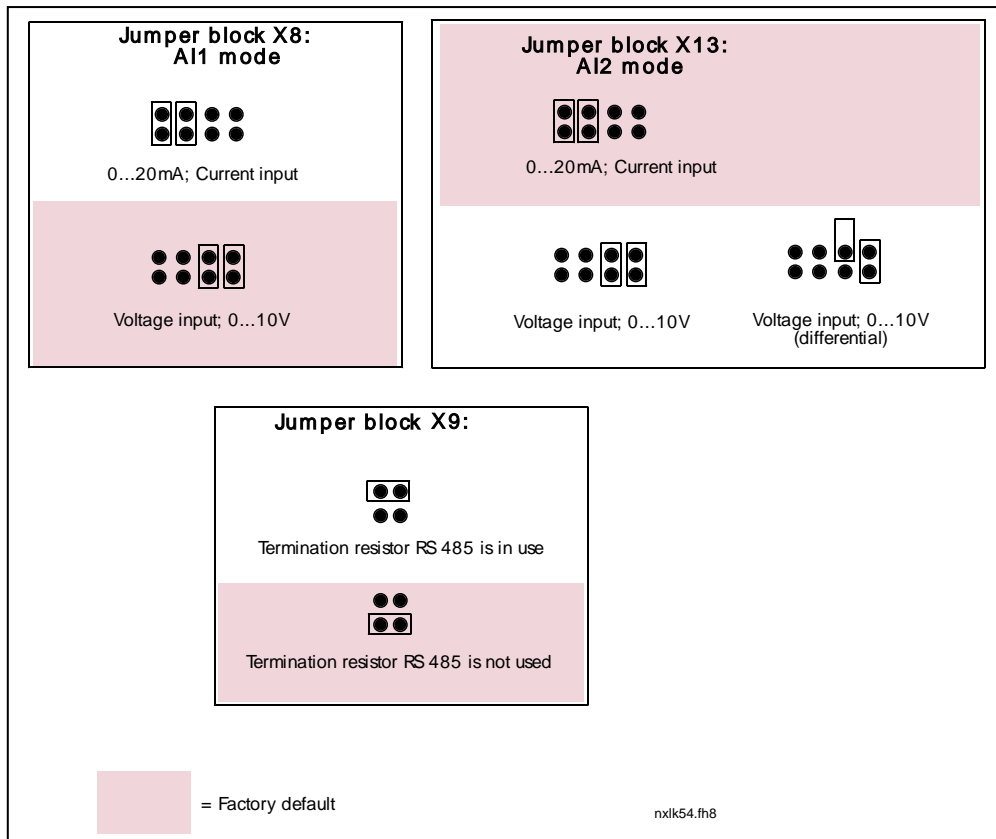 Jumper block X8:
AI1 mode
0...20mA; Current input
Voltage input; 0...10V
Jumper block X13:
AI2 mode
0...20mA; Current input
Voltage input; 0...10V
Voltage input; 0...10V
(differential)
Jumper block X9:
Termination resistor RS 485 is in use
Termination resistor RS 485 is not used
= Factory default
nxlk54.fh8